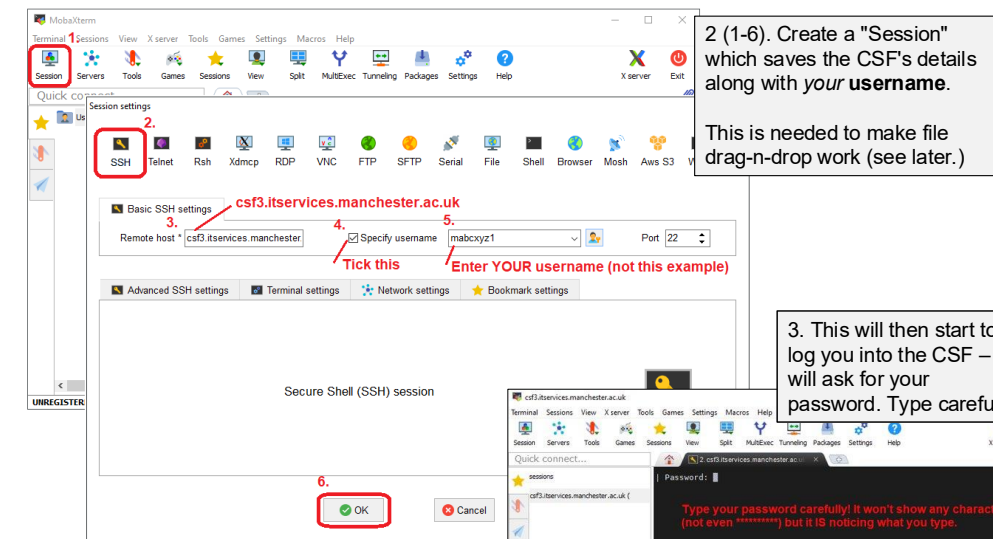 MobaXterm
Terminal Sessions View X server Tools Games Settings Macros Help
1.
Session Servers Tools Games Sessions View Split MultiExec Tunneling Packages Settings Help X server Exit
Quick connect...
Session settings
2.
SSH Telnet Rsh Xdmcp RDP VNC FTP SFTP Serial File Shell Browser Mosh Aws S3
Basic SSH settings
csf3.itservices.manchester.ac.uk
3. 4. 5.
Remote host * csf3.itservices.manchester. Specify username mabcxyz1 Port 22
Tick this
Enter YOUR username (not this example)
Advanced SSH settings Terminal settings Network settings Bookmark settings
Secure Shell (SSH) session
UNREGISTER
6.
OK Cancel
2 (1-6). Create a "Session"
which saves the CSF's details
along with your username.
This is needed to make file
drag-n-drop work (see later.)
3. This will then start to
log you into the CSF –
will ask for your
password. Type carefu
csf3.itservices.manchester.ac.uk
Terminal Sessions View X server Tools Games Settings Macros Help
Session Servers Tools Games Sessions View Split MultiExec Tunneling Packages Settings Help
Quick connect...
2. csf3.itservices.manchester.ac.u
sessions
csf3.itservices.manchester.ac.uk (
| Password:
Type your password carefully! It won't show any charact
(not even **********) but it IS noticing what you type.